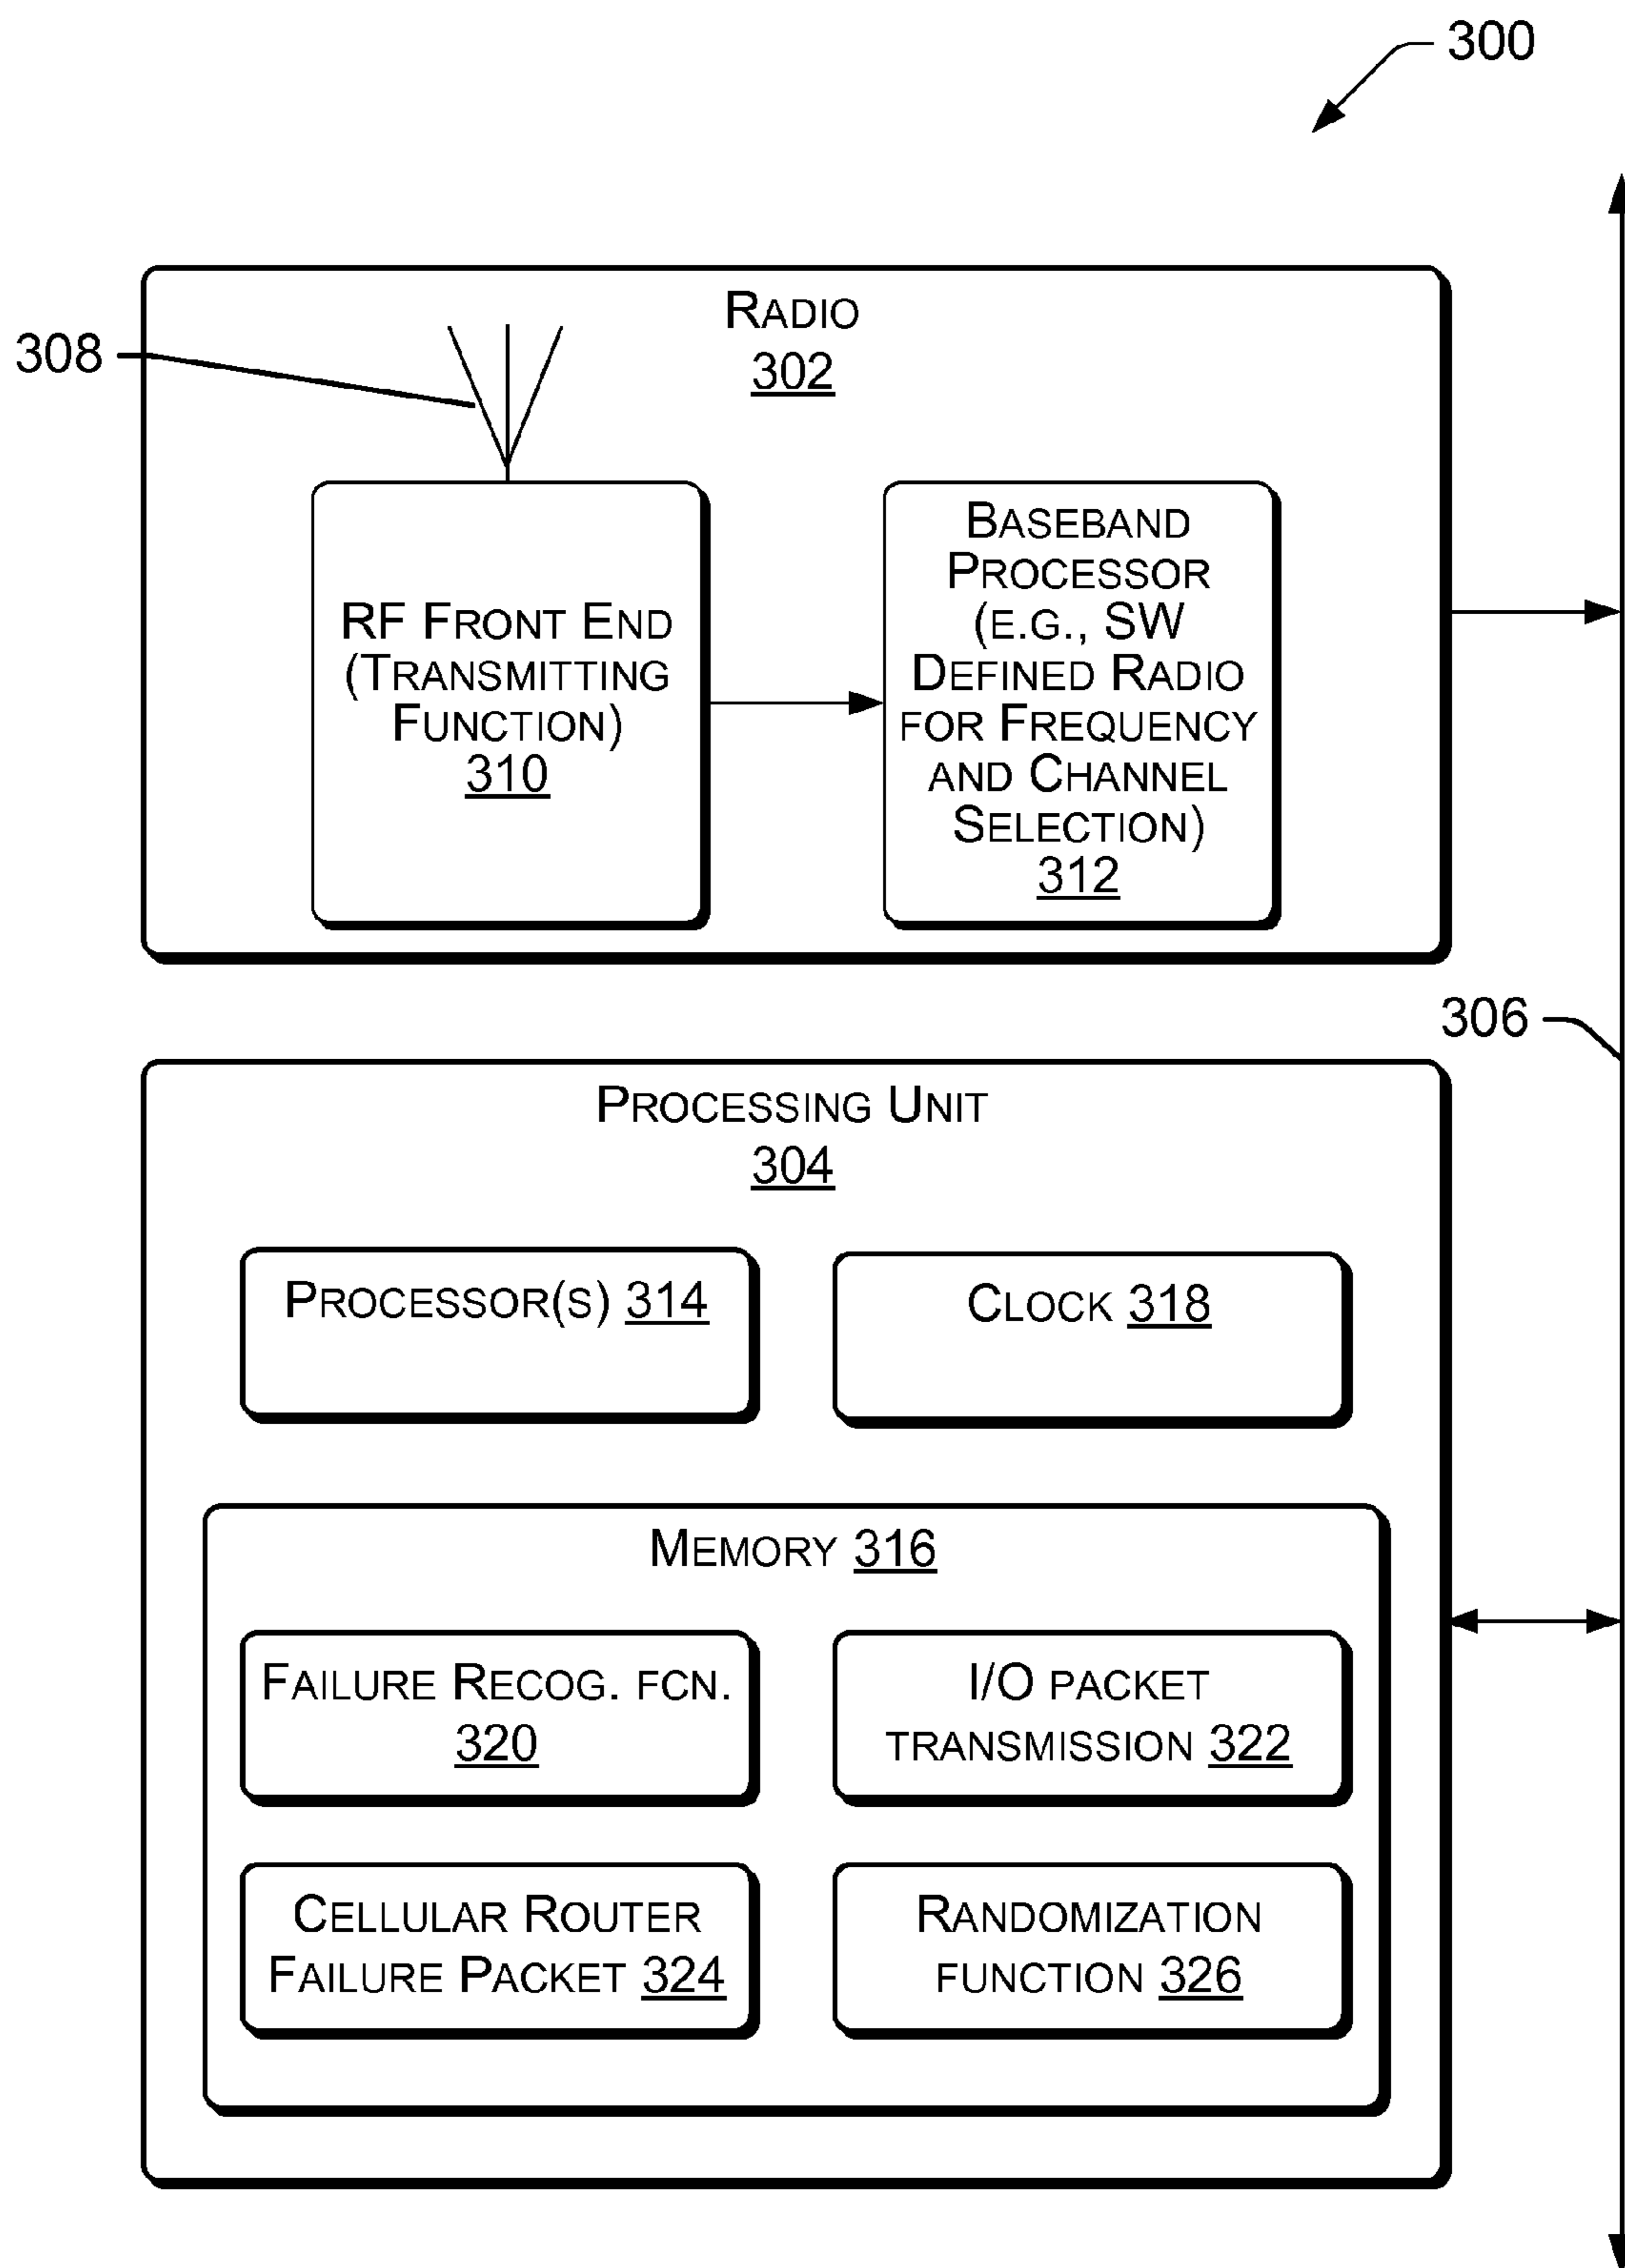 300
RADIO
302
308
BASEBAND
PROCESSOR
(E.G., SW
DEFINED RADIO
FOR FREQUENCY
AND CHANNEL
SELECTION)
312
RF FRONT END
(TRANSMITTING
FUNCTION)
310
306
PROCESSING UNIT
304
PROCESSOR(S) 314
CLOCK 318
MEMORY 316
FAILURE RECOG. FCN.
320
I/O PACKET
TRANSMISSION 322
CELLULAR ROUTER
FAILURE PACKET 324
RANDOMIZATION
FUNCTION 326